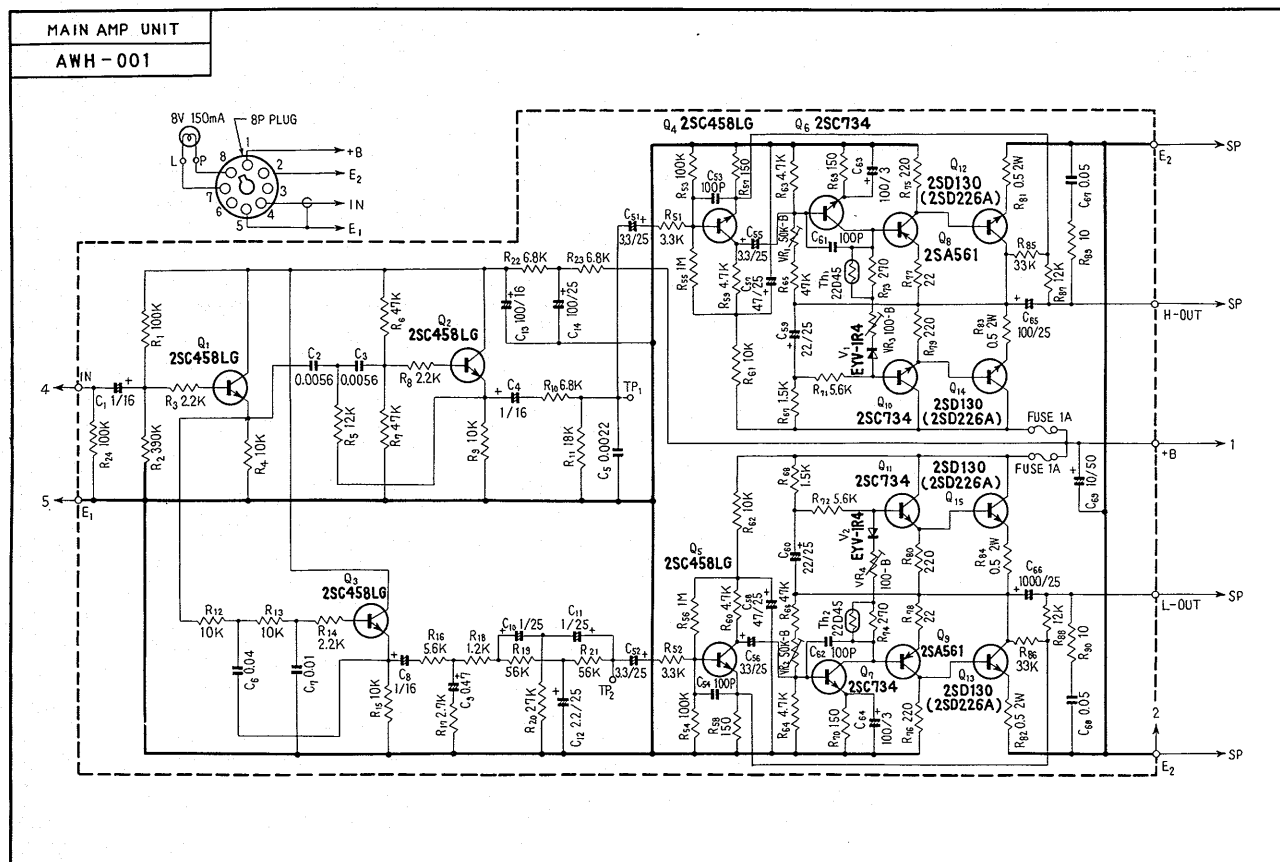 MAIN AMP UNIT
AWH-001
8V 150mA
8P PLUG
L P
1
+B
8
2
E2
7
3
IN
6
4
5
E1
Q4 2SC458LG
Q6 2SC734
E2
SP
R53 100K
C53
100P
R57 150
R63 4.7K
R69 150
C63
100/3
R75 220
Q12
2SD130
(2SD226A)
R81 0.5 2W
C67 0.05
C51
3.3/25
R51
3.3K
C55
3.3/25
VR1 50K-B
C61
100P
Q8
2SA561
R85
33K
R89 10
R22 6.8K
R23 6.8K
R55 1M
R59 4.7K
C57
47/25
R65
47K
Th1
22D45
R73 270
R77
22
R87 12K
C13 100/16
C14 100/25
C65
100/25
H-OUT
SP
R1 100K
R6 47K
Q2
2SC458LG
C59
22/25
VR3 100-B
V1
EYV-1R4
R79 220
R83
0.5 2W
Q1
2SC458LG
R61 10K
IN
4
C1 1/16
C2
0.0056
C3
0.0056
R8
2.2K
R3 2.2K
C4
1/16
R10 6.8K
TP1
R71 5.6K
R67 1.5K
Q10
2SC734
Q14
2SD130
(2SD226A)
R24 100K
R2 390K
R4 10K
R5 12K
R7 47K
R9 10K
R11 18K
C5 0.0022
FUSE 1A
+B
1
FUSE 1A
5
E1
R68
1.5K
Q11
2SC734
2SD130
(2SD226A)
Q15
C69 10/50
R62
10K
R72 5.6K
V2
EYV-1R4
C60
22/25
VR4
100-B
R80
220
R84
0.5 2W
C66
1000/25
Q5
2SC458LG
L-OUT
SP
Q3
2SC458LG
R12
10K
R13
10K
R14
2.2K
R56 1M
R60 4.7K
C58
47/25
R66 47K
Th2
22D45
R74 270
R78
22
R88
12K
R90 10
C11
1/25
C10 1/25
R16
5.6K
R18
1.2K
R19
56K
R21
56K
C52
3.3/25
R52
3.3K
C56
3.3/25
VR2 50K-B
C62
100P
Q9
2SA561
R86
33K
C6 0.04
C7 0.01
C8
1/16
C9 0.47
TP2
C54 100P
Q7
2SC734
Q13
2SD130
(2SD226A)
R15 10K
R17 2.7K
R20 27K
C12 2.2/25
R54 100K
R58
150
R64 4.7K
R70 150
C64
100/3
R76 220
R82 0.5 2W
C68 0.05
2
E2
SP